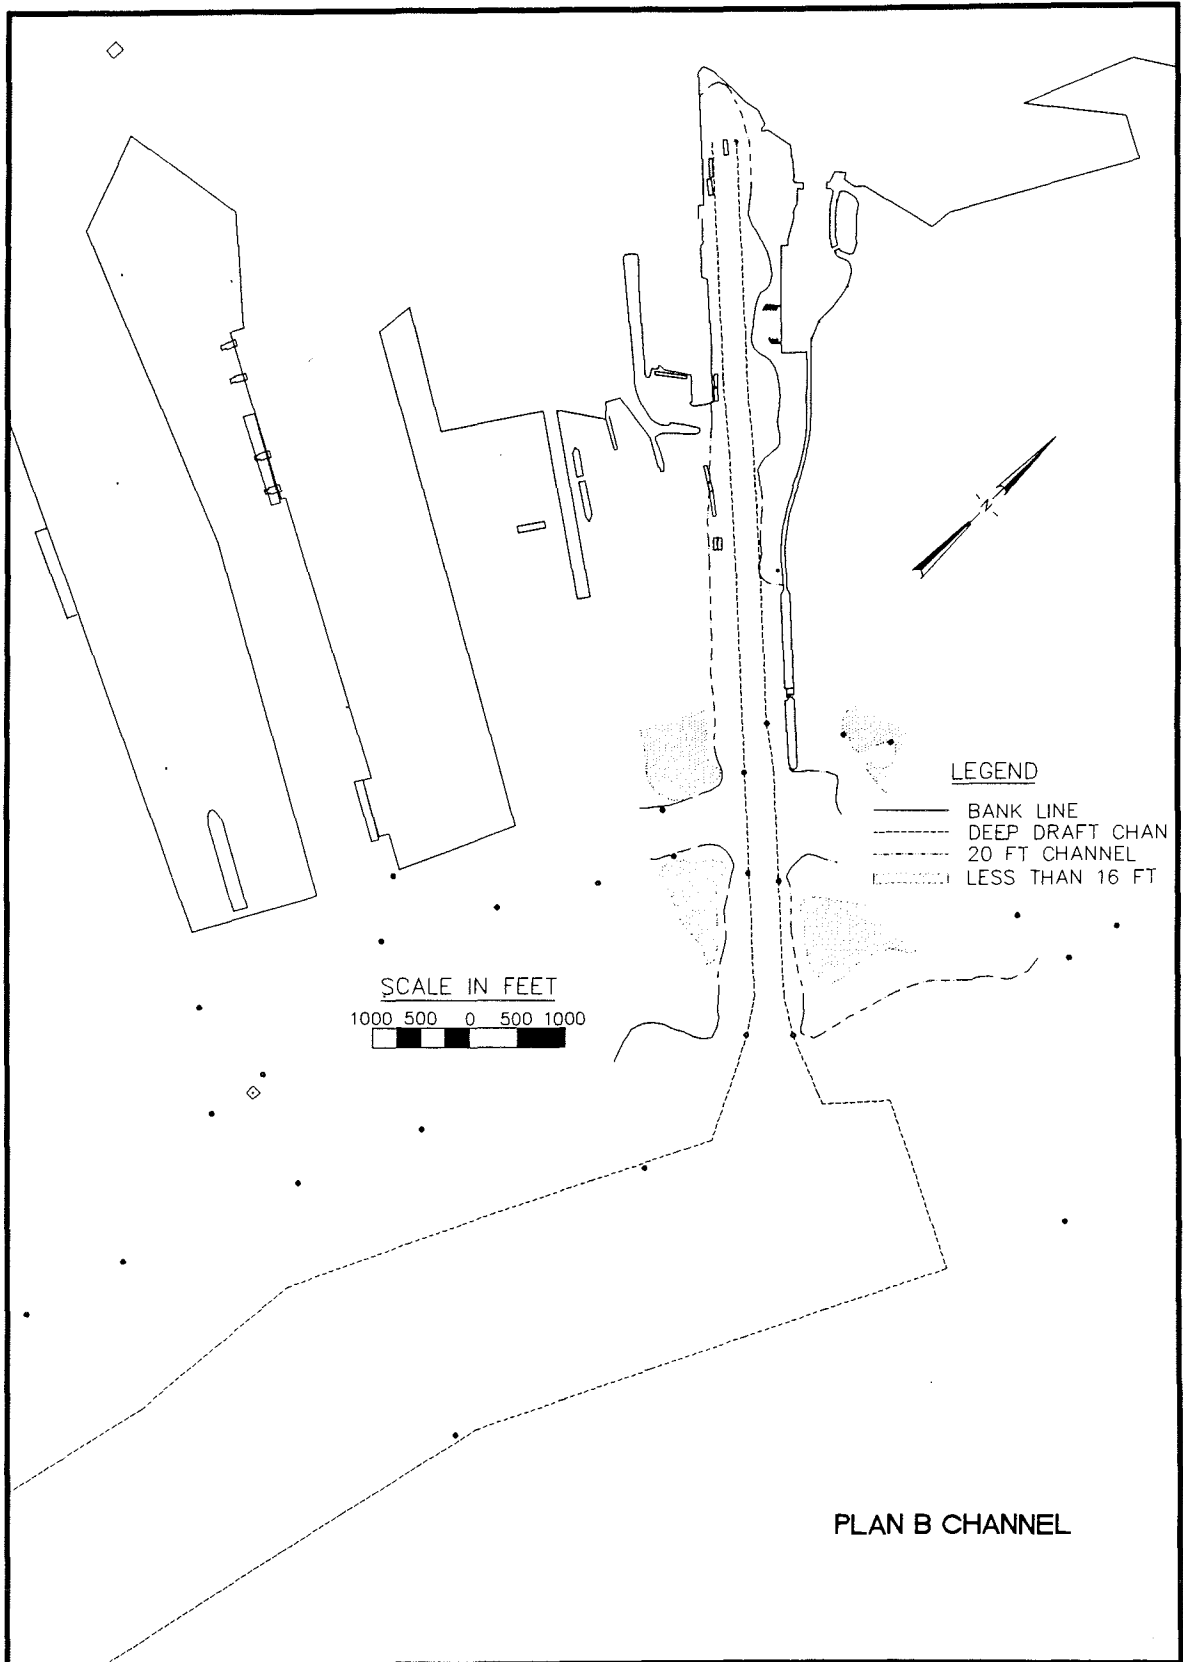 N
LEGEND
BANK LINE
DEEP DRAFT CHAN
20 FT CHANNEL
LESS THAN 16 FT
SCALE IN FEET
1000 500 0 500 1000
PLAN B CHANNEL